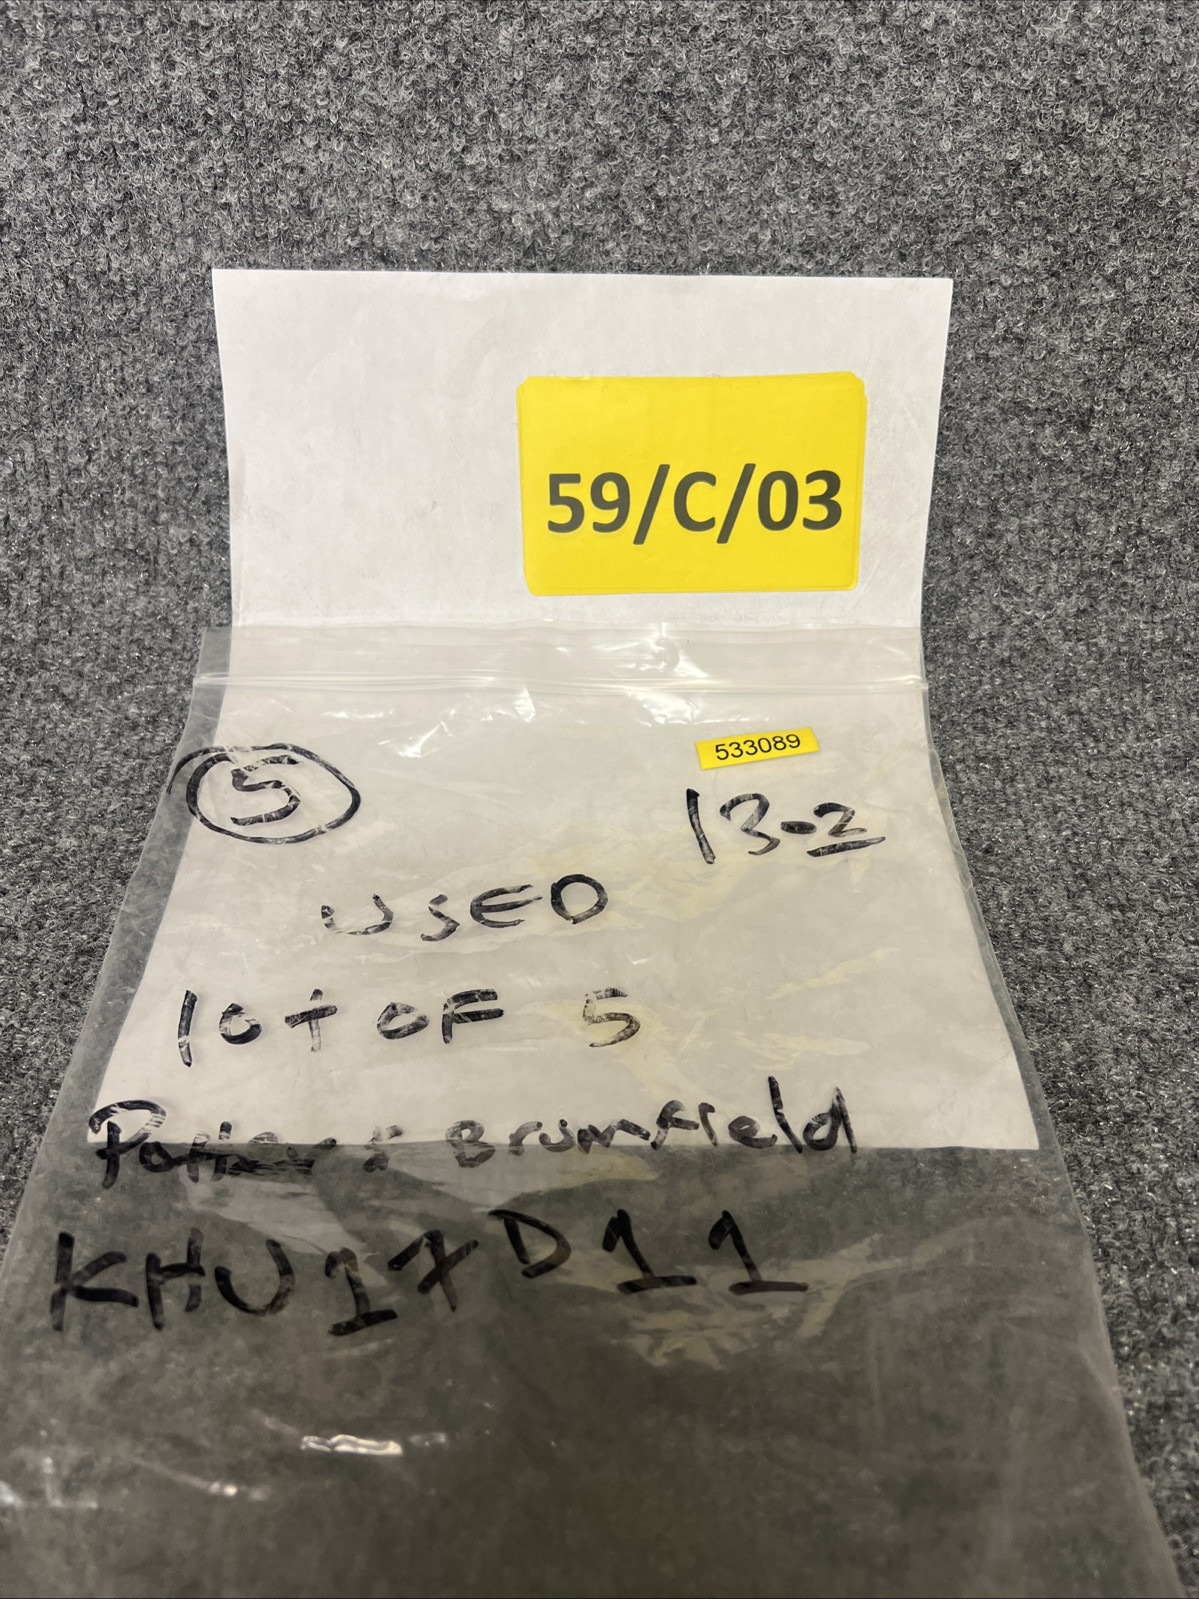 59/C/03
533089
5
13-2
USED
lot OF 5
Potter & Brumfield
KHU17D11